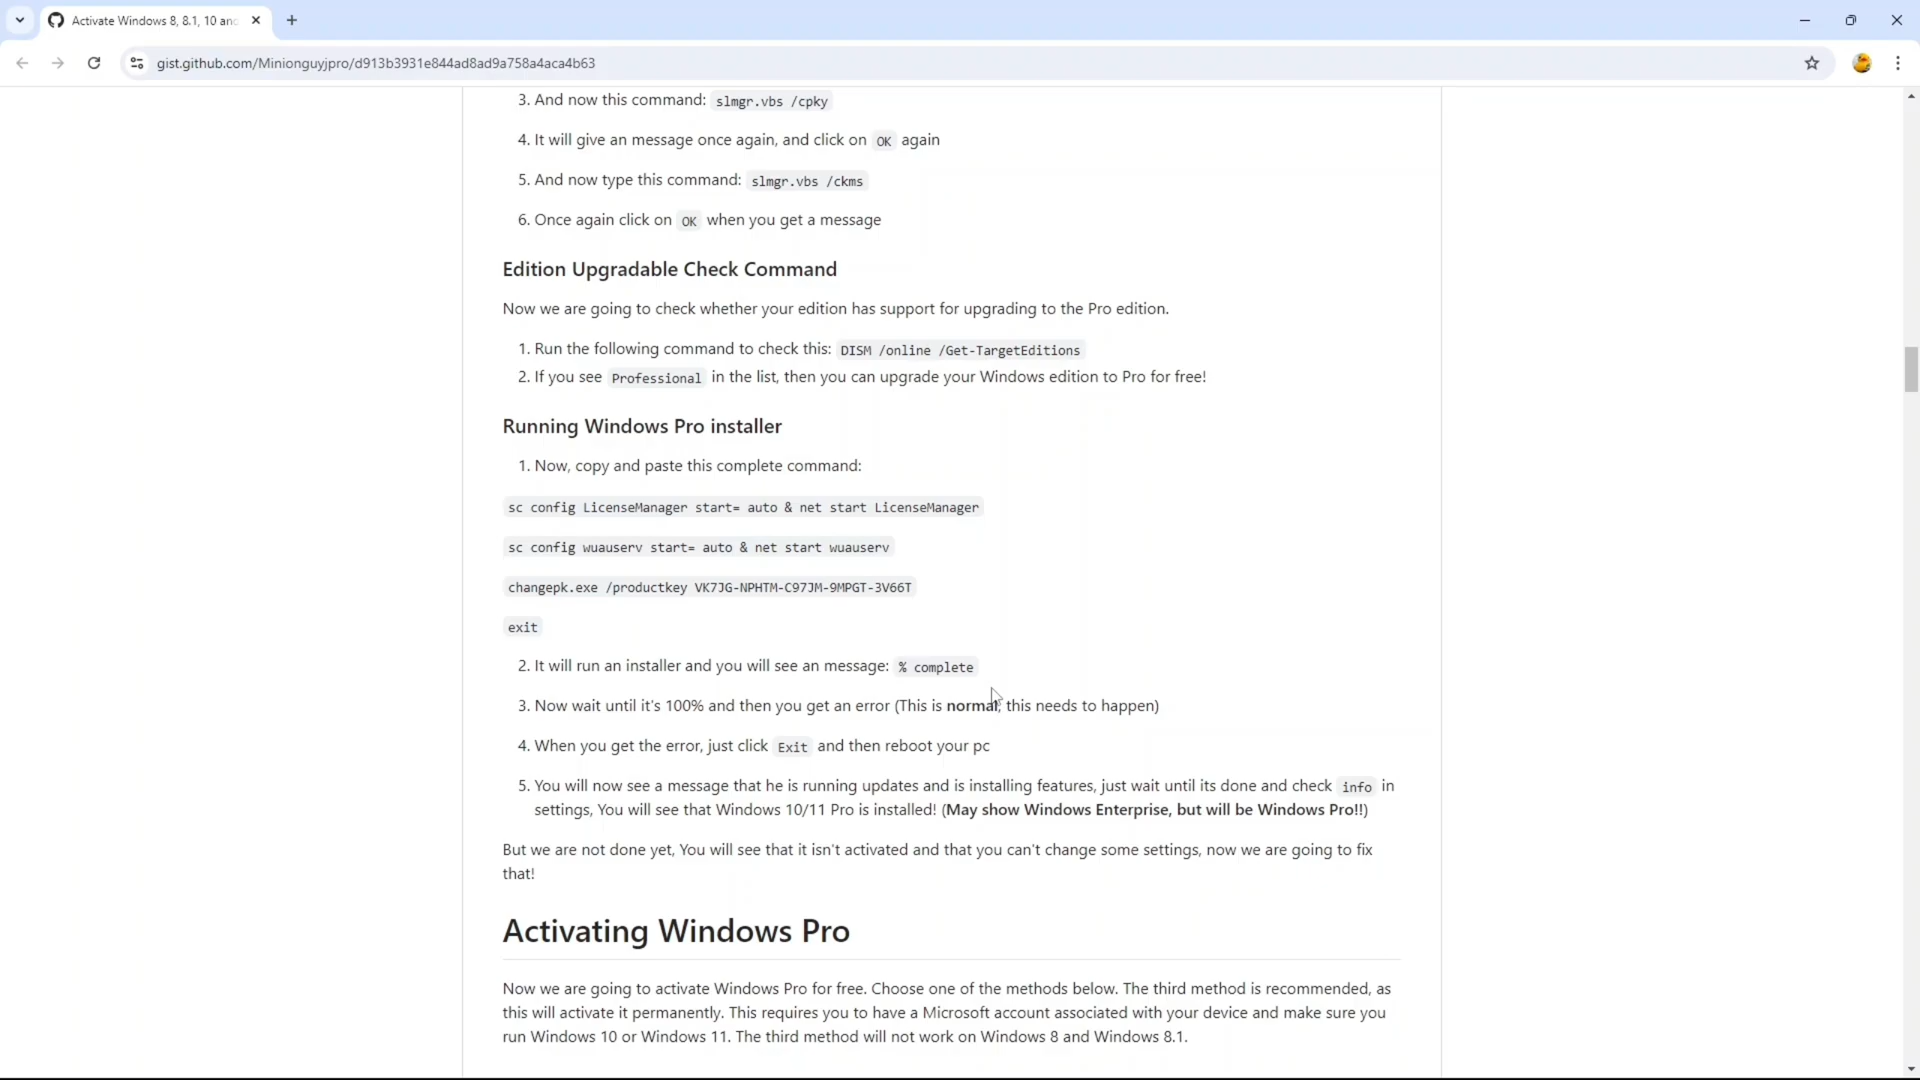 Activate Windows 8, 8.1, 10 anc
gist.github.com/Minionguyjpro/d913b3931e844ad8ad9a758a4aca4b63
3. And now this command: slmgr.vbs /cpky
4. It will give an message once again, and click on OK again
5. And now type this command: slmgr.vbs /ckms
6. Once again click on OK when you get a message
Edition Upgradable Check Command
Now we are going to check whether your edition has support for upgrading to the Pro edition.
1. Run the following command to check this: DISM /online /Get-TargetEditions
2. If you see Professional in the list, then you can upgrade your Windows edition to Pro for free!
Running Windows Pro installer
1. Now, copy and paste this complete command:
sc config LicenseManager start= auto & net start LicenseManager
sc config wuauserv start= auto & net start wuauserv
changepk.exe /productkey VK7JG-NPHTM-C97JM-9MPGT-3V66T
exit
2. It will run an installer and you will see an message: % complete
3. Now wait until it's 100% and then you get an error (This is normal, this needs to happen)
4. When you get the error, just click Exit and then reboot your pc
5. You will now see a message that he is running updates and is installing features, just wait until its done and check info in
settings, You will see that Windows 10/11 Pro is installed! (May show Windows Enterprise, but will be Windows Pro!!)
But we are not done yet, You will see that it isn't activated and that you can't change some settings, now we are going to fix
that!
Activating Windows Pro
Now we are going to activate Windows Pro for free. Choose one of the methods below. The third method is recommended, as
this will activate it permanently. This requires you to have a Microsoft account associated with your device and make sure you
run Windows 10 or Windows 11. The third method will not work on Windows 8 and Windows 8.1.